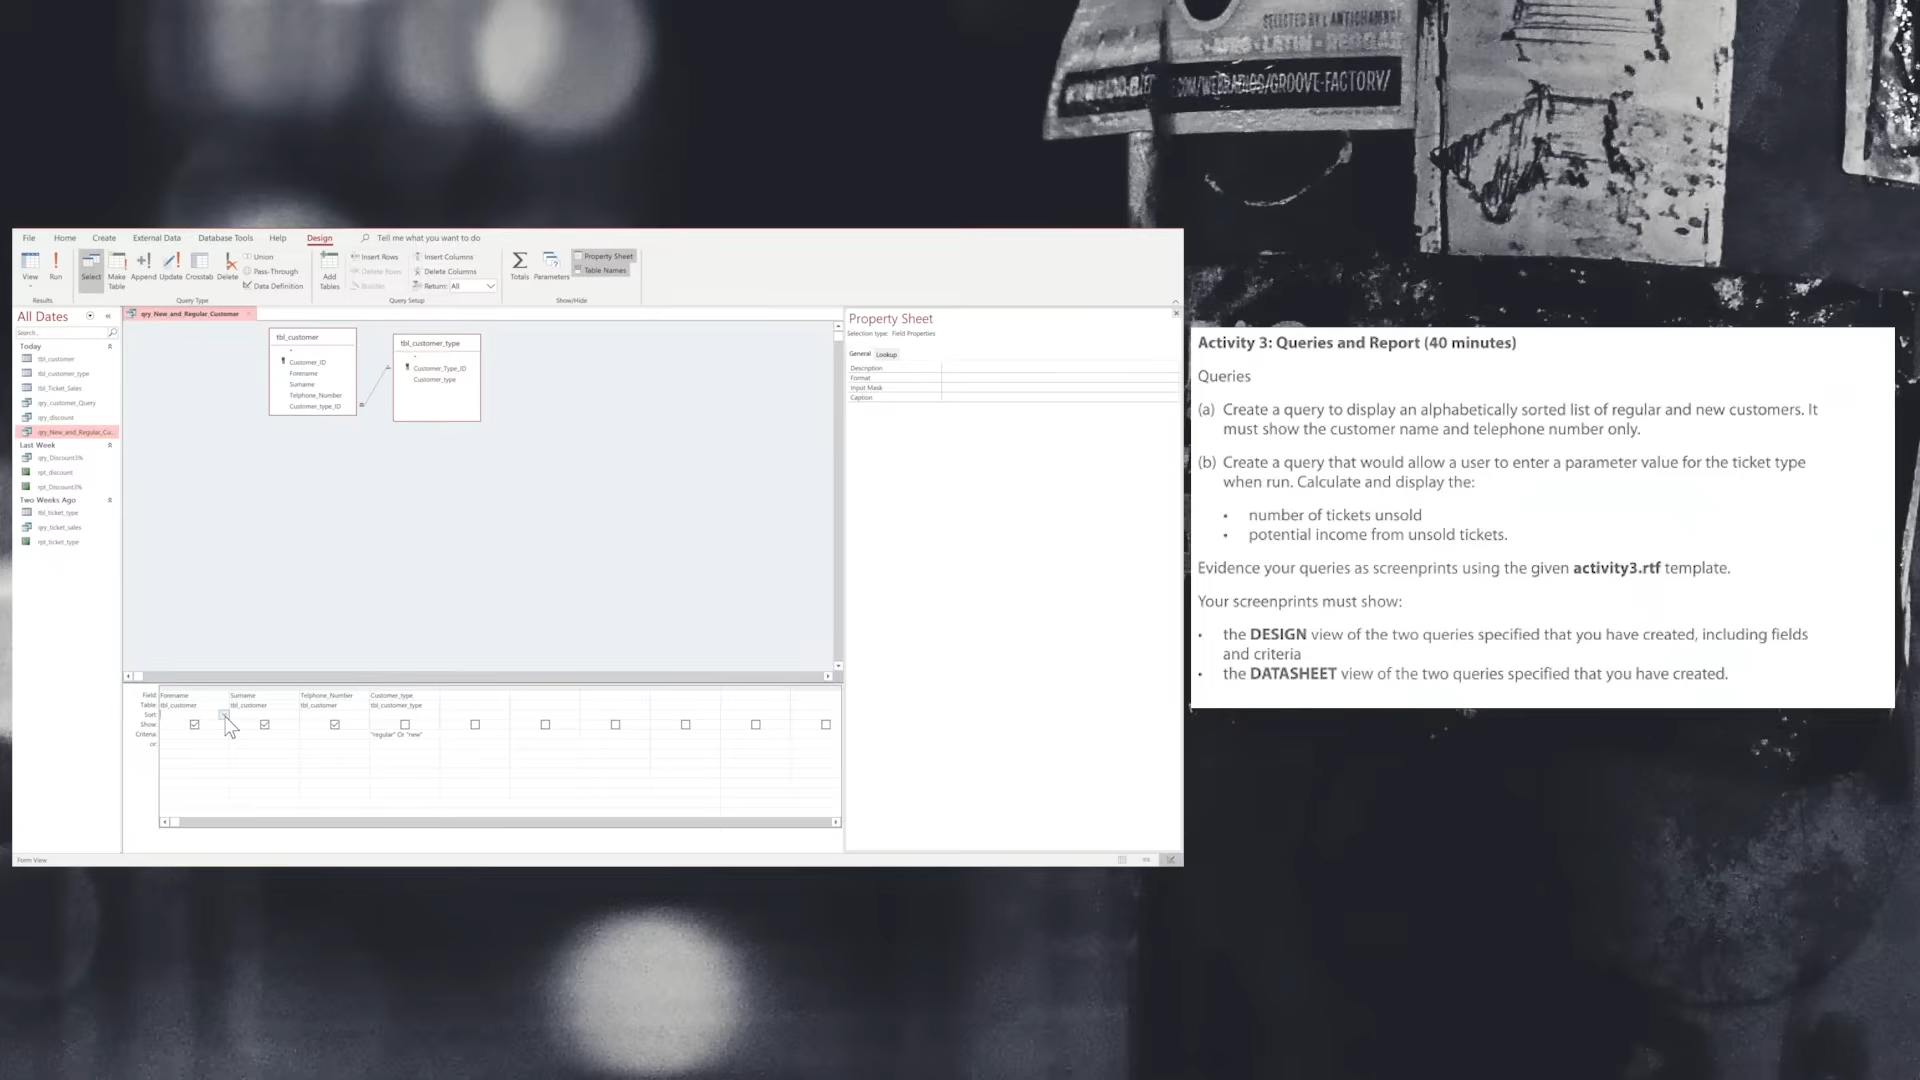 SELECTED BY L'ANTICHAMBRE
LATIN - REGGAE
.COM/WEBRADIOS/GROOVE-FACTORY/
File Home Create External Data Database Tools Help Design Tell me what you want to do
View Run Select Make Table Append Update Crosstab Delete
Union
Pass-Through
Data Definition
Add Tables
Insert Rows
Delete Rows
Builder
Insert Columns
Delete Columns
Return: All
Totals Parameters
Property Sheet
Table Names
Results Query Type Query Setup Show/Hide
All Dates
Search...
Today
tbl_customer
tbl_customer_type
tbl_Ticket_Sales
qry_customer_Query
qry_discount
qry_New_and_Regular_Cu...
Last Week
qry_Discount3%
rpt_discount
rpt_Discount3%
Two Weeks Ago
tbl_ticket_type
qry_ticket_sales
rpt_ticket_type
qry_New_and_Regular_Customer
tbl_customer
*
Customer_ID
Forename
Surname
Telphone_Number
Customer_type_ID
tbl_customer_type
*
Customer_Type_ID
Customer_type
Property Sheet
Selection type: Field Properties
General Lookup
Description
Format
Input Mask
Caption
Field: Forename Surname Telphone_Number Customer_type
Table: tbl_customer tbl_customer tbl_customer tbl_customer_type
Sort:
Show:
Criteria: "regular" Or "new"
or:
Form View
Activity 3: Queries and Report (40 minutes)
Queries
(a) Create a query to display an alphabetically sorted list of regular and new customers. It
must show the customer name and telephone number only.
(b) Create a query that would allow a user to enter a parameter value for the ticket type
when run. Calculate and display the:
• number of tickets unsold
• potential income from unsold tickets.
Evidence your queries as screenprints using the given activity3.rtf template.
Your screenprints must show:
• the DESIGN view of the two queries specified that you have created, including fields
and criteria
• the DATASHEET view of the two queries specified that you have created.